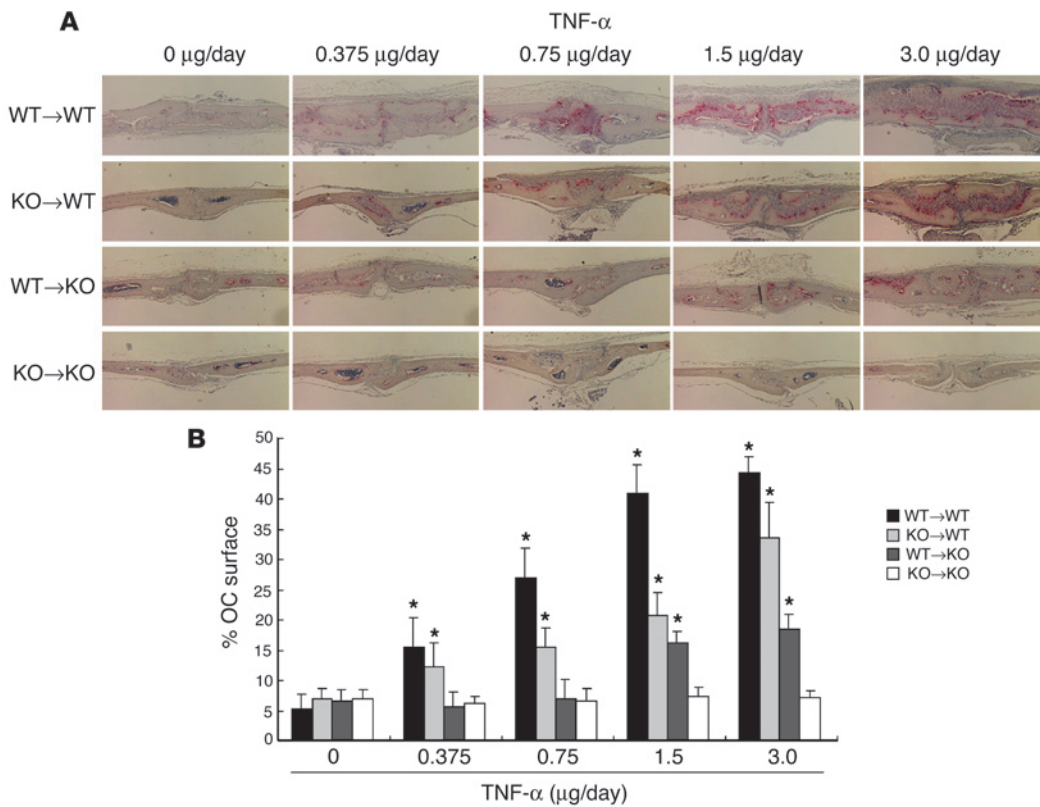 A
TNF-α
0 μg/day 0.375 μg/day 0.75 μg/day 1.5 μg/day 3.0 μg/day
WT→WT
KO→WT
WT→KO
KO→KO
B
% OC surface
50
45
40
35
30
25
20
15
10
5
0
* *
* *
* * *
* * *
WT→WT
KO→WT
WT→KO
KO→KO
0 0.375 0.75 1.5 3.0
TNF-α (μg/day)